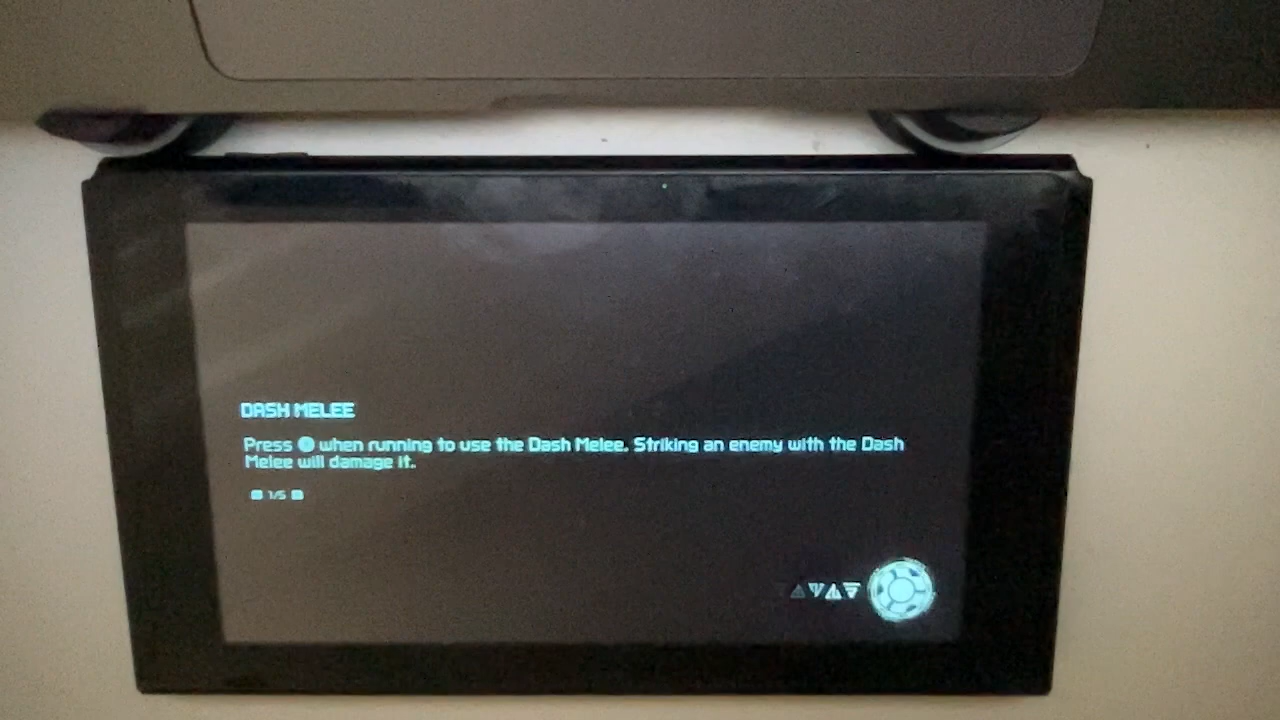 DASH MELEE
Press when running to use the Dash Melee. Striking an enemy with the Dash
Melee will damage it.
1/5